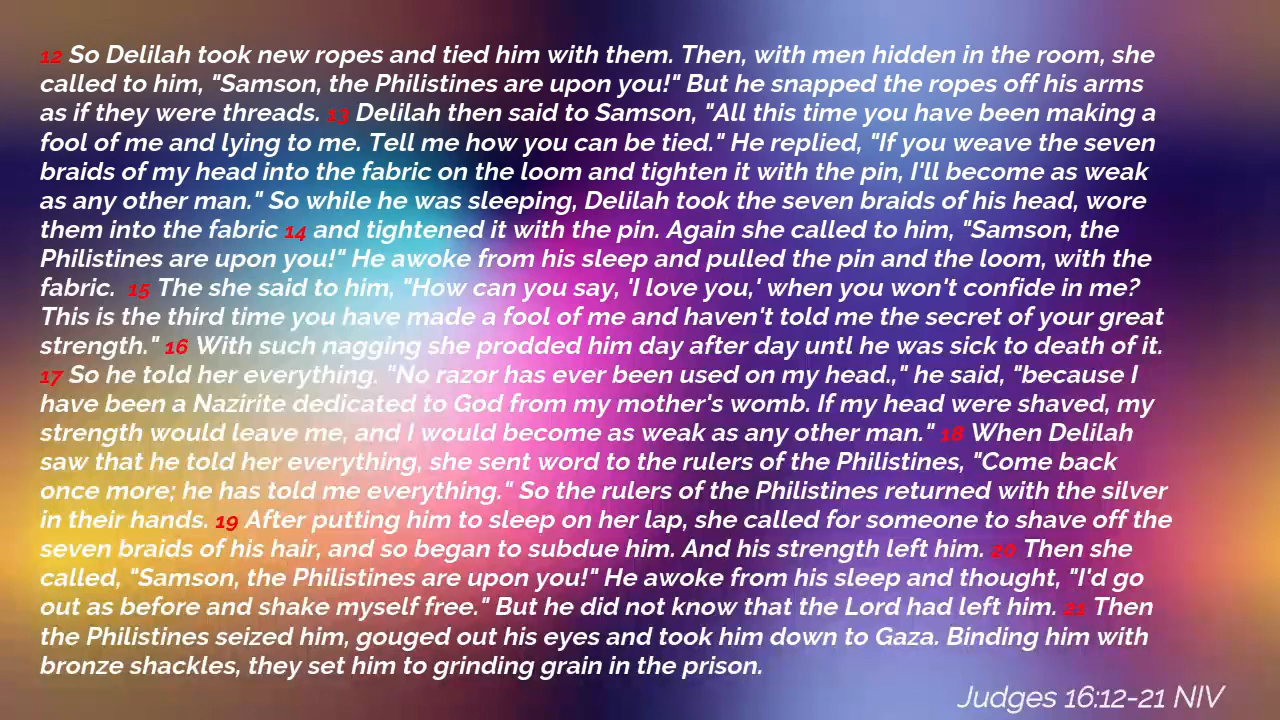 12 So Delilah took new ropes and tied him with them. Then, with men hidden in the room, she
called to him, "Samson, the Philistines are upon you!" But he snapped the ropes off his arms
as if they were threads. 13 Delilah then said to Samson, "All this time you have been making a
fool of me and lying to me. Tell me how you can be tied." He replied, "If you weave the seven
braids of my head into the fabric on the loom and tighten it with the pin, I'll become as weak
as any other man." So while he was sleeping, Delilah took the seven braids of his head, wore
them into the fabric 14 and tightened it with the pin. Again she called to him, "Samson, the
Philistines are upon you!" He awoke from his sleep and pulled the pin and the loom, with the
fabric. 15 The she said to him, "How can you say, 'I love you,' when you won't confide in me?
This is the third time you have made a fool of me and haven't told me the secret of your great
strength." 16 With such nagging she prodded him day after day untl he was sick to death of it.
17 So he told her everything. "No razor has ever been used on my head.," he said, "because I
have been a Nazirite dedicated to God from my mother's womb. If my head were shaved, my
strength would leave me, and I would become as weak as any other man." 18 When Delilah
saw that he told her everything, she sent word to the rulers of the Philistines, "Come back
once more; he has told me everything." So the rulers of the Philistines returned with the silver
in their hands. 19 After putting him to sleep on her lap, she called for someone to shave off the
seven braids of his hair, and so began to subdue him. And his strength left him. 20 Then she
called, "Samson, the Philistines are upon you!" He awoke from his sleep and thought, "I'd go
out as before and shake myself free." But he did not know that the Lord had left him. 21 Then
the Philistines seized him, gouged out his eyes and took him down to Gaza. Binding him with
bronze shackles, they set him to grinding grain in the prison.
Judges 16:12-21 NIV